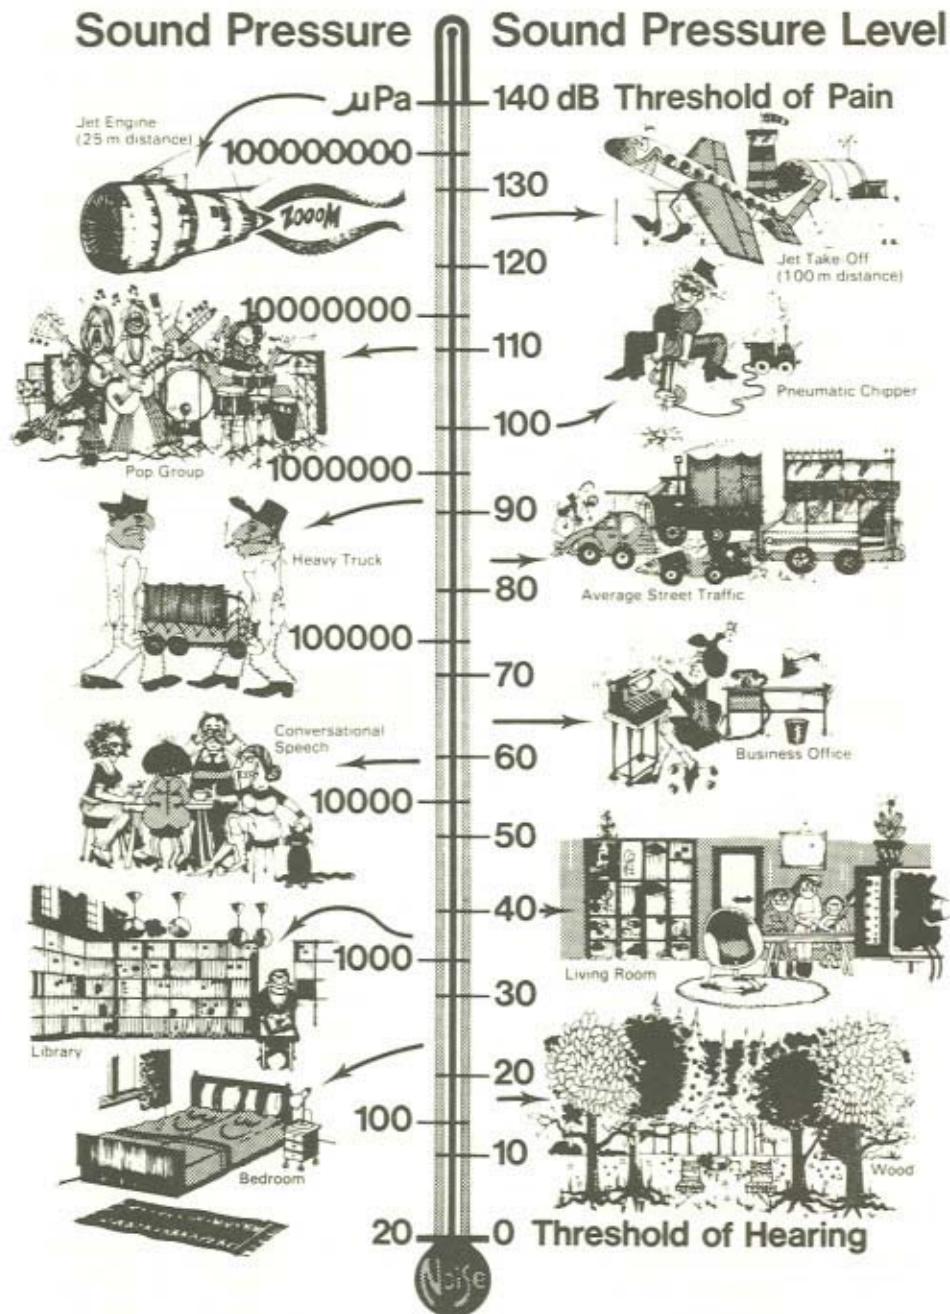 Sound Pressure
Sound Pressure Level
μPa
140 dB Threshold of Pain
Jet Engine
(25 m distance)
100000000
ZOOOM
130
120
Jet Take-Off
(100 m distance)
10000000
110
Pneumatic Chipper
100
Pop Group
1000000
90
Heavy Truck
80
Average Street Traffic
100000
70
Conversational
Speech
60
Business Office
10000
50
40
1000
Living Room
30
Library
20
100
10
Wood
Bedroom
20
0 Threshold of Hearing
Noise